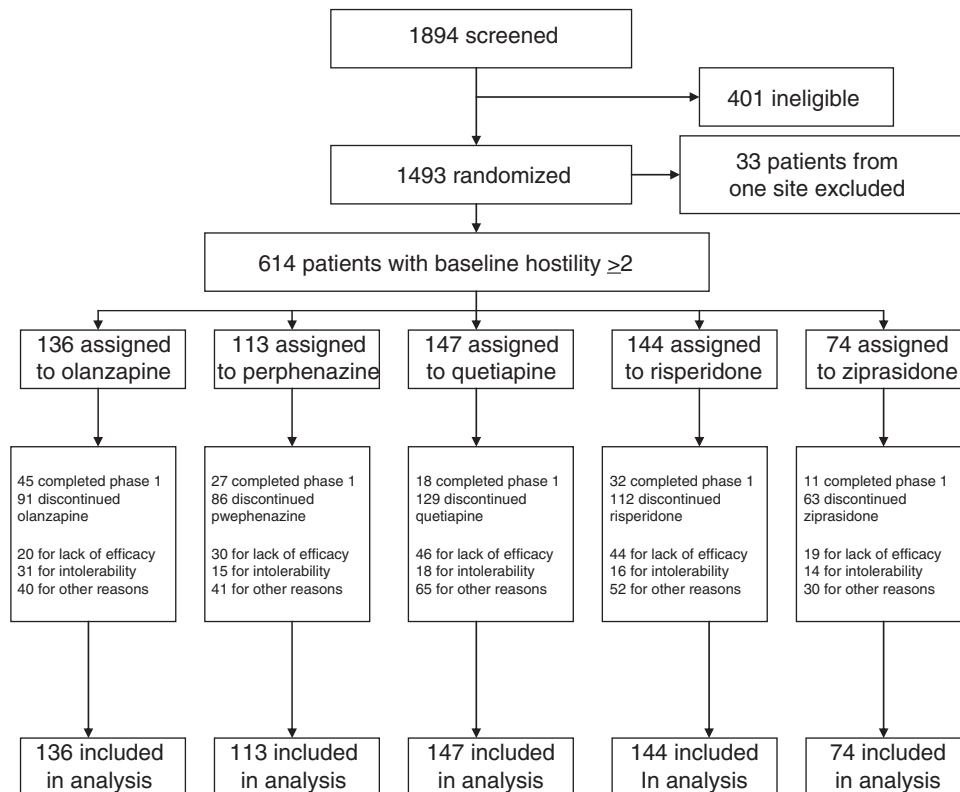 1894 screened
401 ineligible
1493 randomized
33 patients from
one site excluded
614 patients with baseline hostility ≥2
136 assigned
to olanzapine
113 assigned
to perphenazine
147 assigned
to quetiapine
144 assigned
to risperidone
74 assigned
to ziprasidone
45 completed phase 1
91 discontinued
olanzapine
20 for lack of efficacy
31 for intolerability
40 for other reasons
27 completed phase 1
86 discontinued
pwephenazine
30 for lack of efficacy
15 for intolerability
41 for other reasons
18 completed phase 1
129 discontinued
quetiapine
46 for lack of efficacy
18 for intolerability
65 for other reasons
32 completed phase 1
112 discontinued
risperidone
44 for lack of efficacy
16 for intolerability
52 for other reasons
11 completed phase 1
63 discontinued
ziprasidone
19 for lack of efficacy
14 for intolerability
30 for other reasons
136 included
in analysis
113 included
in analysis
147 included
in analysis
144 included
In analysis
74 included
in analysis